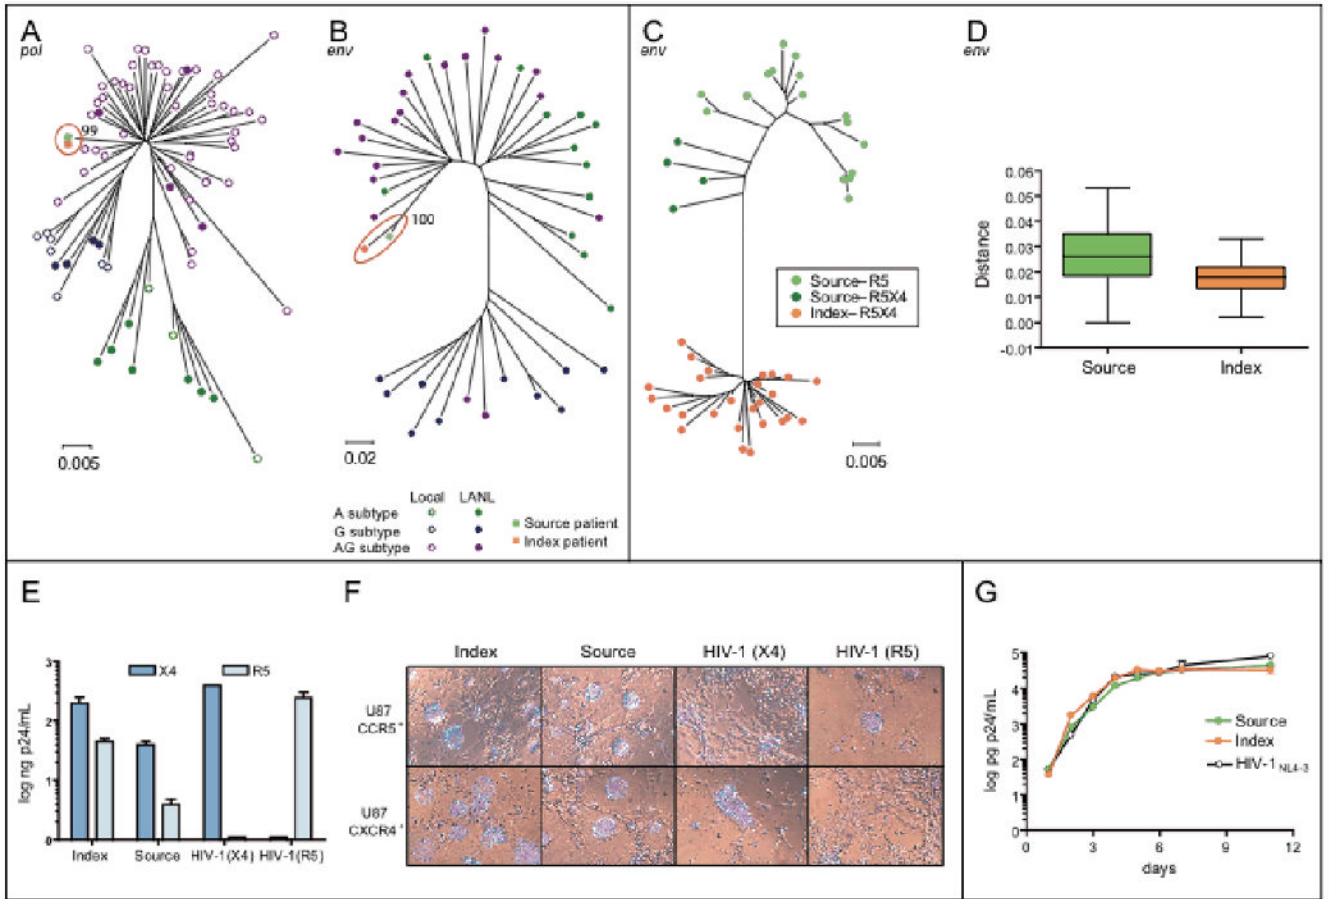 A
pol
99
0.005
B
env
100
0.02
Local LANL
A subtype
G subtype
AG subtype
Source patient
Index patient
C
env
Source–R5
Source–R5X4
Index–R5X4
0.005
D
env
Distance
0.06
0.05
0.04
0.03
0.02
0.01
0.00
-0.01
Source Index
E
X4 R5
log ng p24/mL
3
2
1
0
Index Source HIV-1(X4) HIV-1(R5)
F
Index Source HIV-1 (X4) HIV-1 (R5)
U87
CCR5+
U87
CXCR4+
G
log pg p24/mL
5
4
3
2
1
0
Source
Index
HIV-1NL4-3
0 3 6 9 12
days